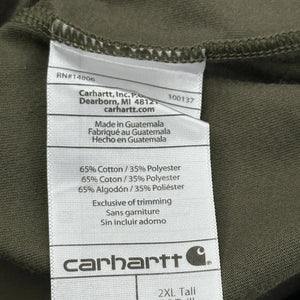 RN#14806
Carhartt, Inc. P.O.
Dearborn, MI 48121
100137
carhartt.com
Made in Guatemala
Fabriqué au Guatemala
Hecho en Guatemala
65% Cotton / 35% Polyester
65% Coton / 35% Polyester
65% Algodón / 35% Poliéster
Exclusive of trimming
Sans garniture
Sin incluir adorno
carhartt
2XL Tall